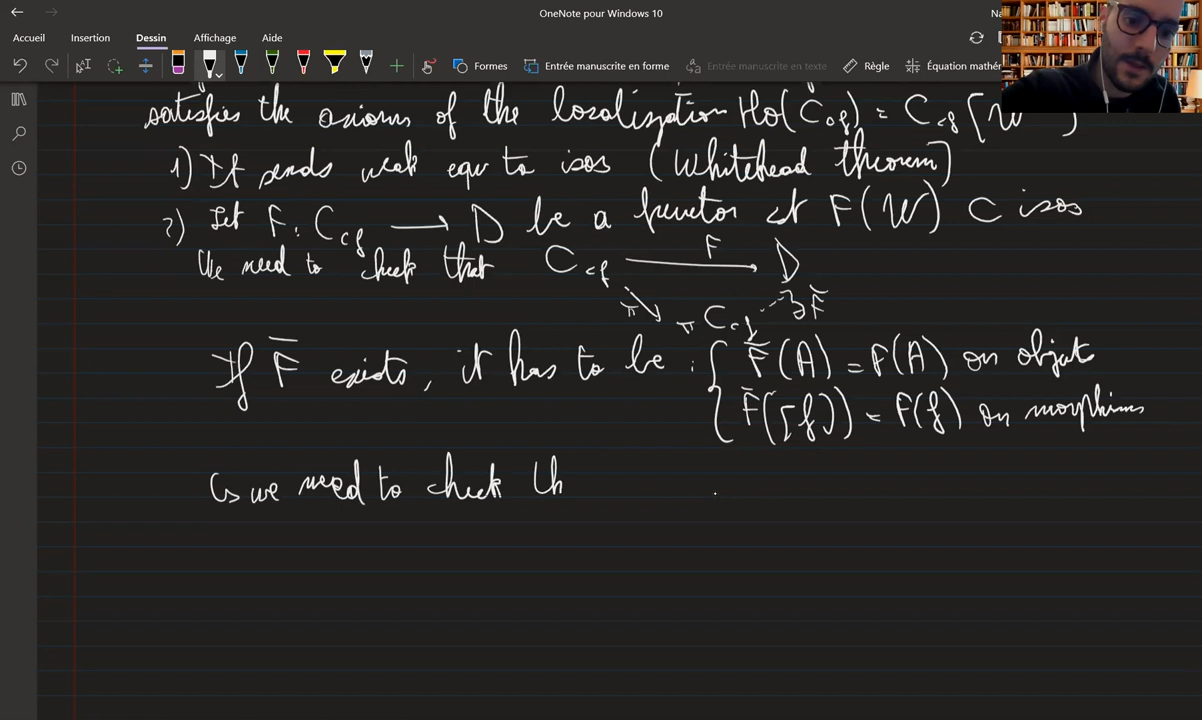 OneNote pour Windows 10
Accueil Insertion Dessin Affichage Aide
Formes Entrée manuscrite en forme Entrée manuscrite en texte Règle Équation mathém
satisfies the axioms of the localization Ho(C_cf) = C_cf [W )
1) It sends weak equ to isos (Whitehead theorem)
2) Let F : C_cf → D be a functor st F(W) ⊂ isos
We need to check that C_cf F D
π π C_cf ∃ F̄
If F̄ exists, it has to be : { F̄(A) = F(A) on objects
F̄([f]) = F(f) on morphisms
↳ we need to check th